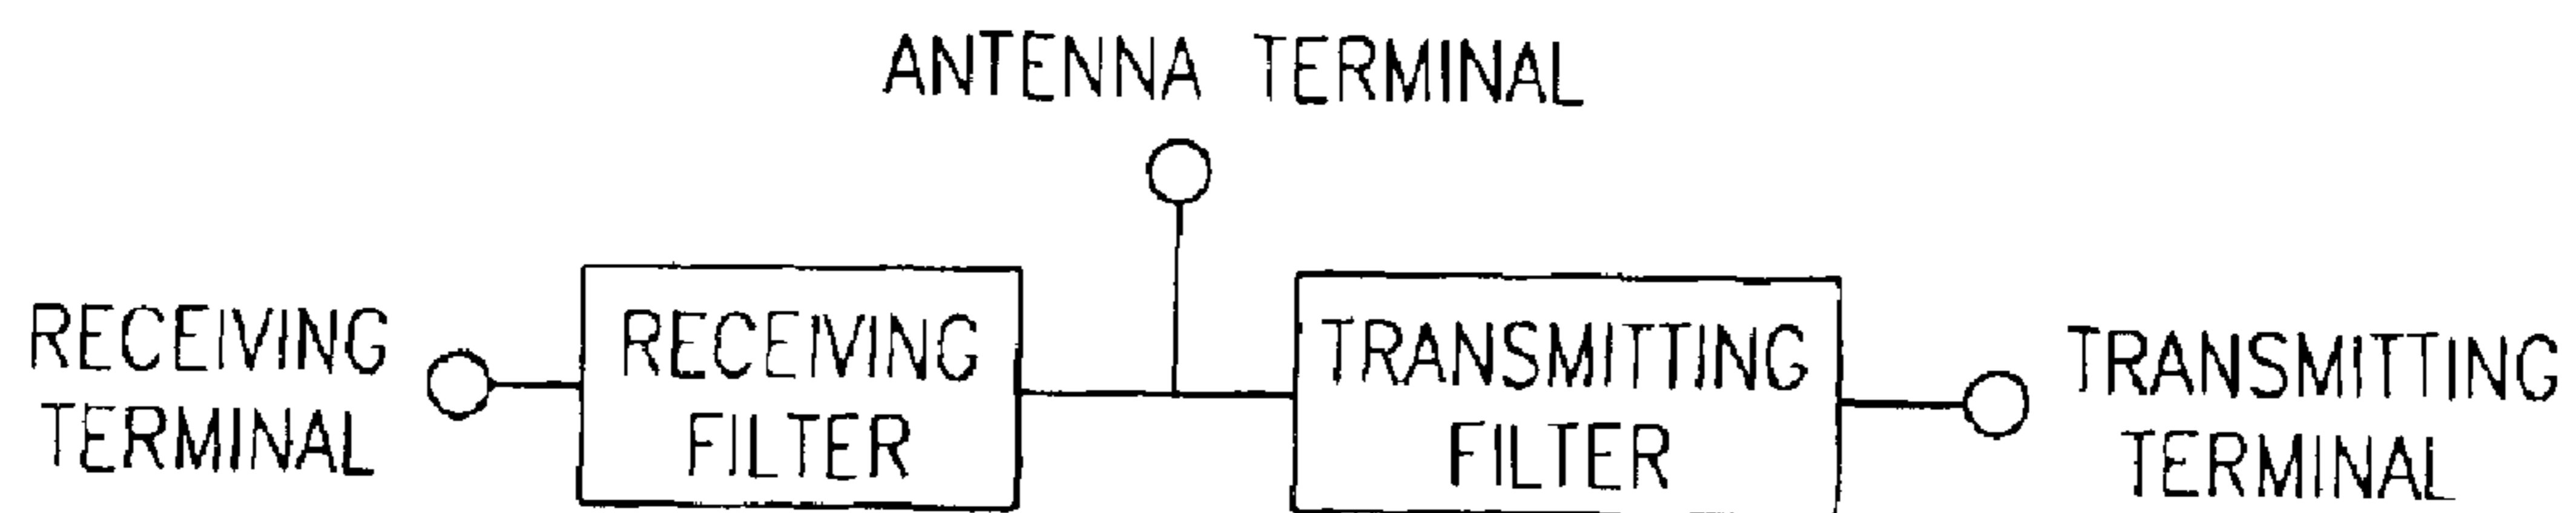 ANTENNA TERMINAL
RECEIVING
TERMINAL
RECEIVING
FILTER
TRANSMITTING
FILTER
TRANSMITTING
TERMINAL